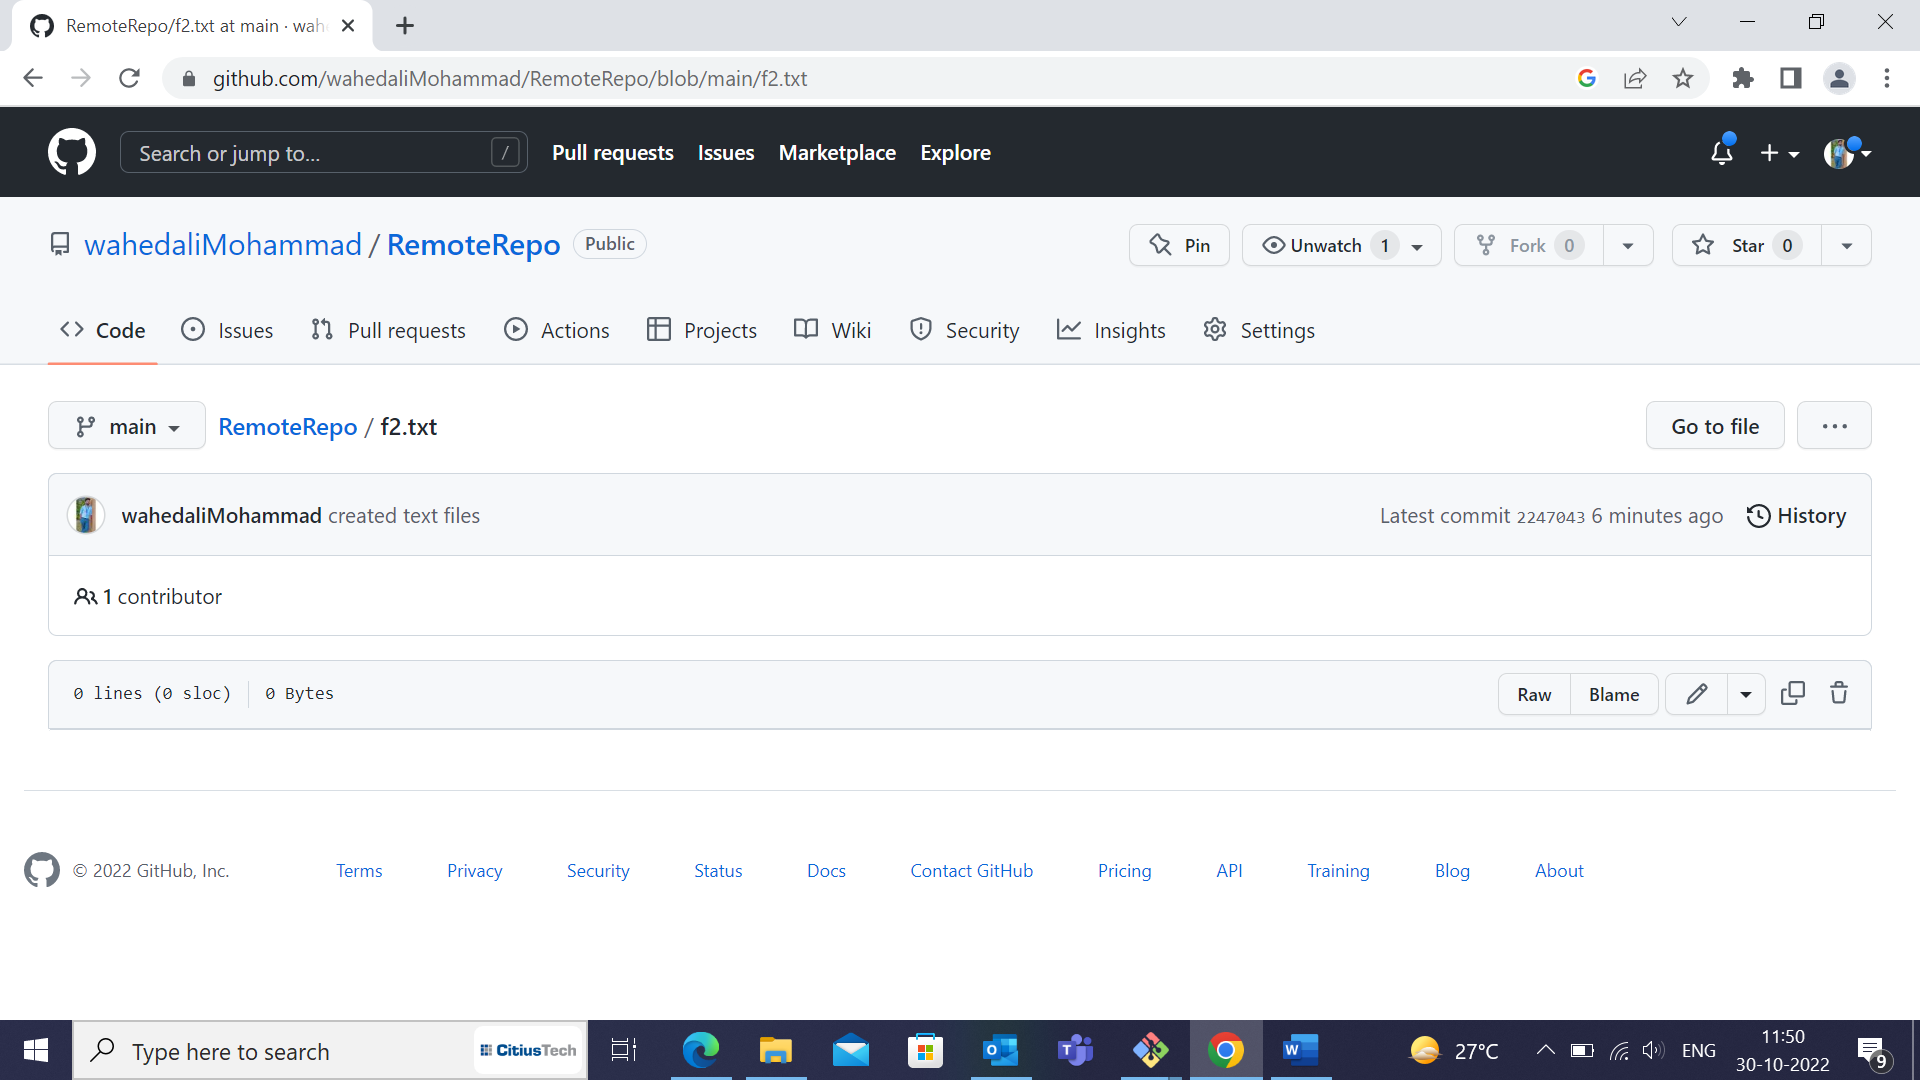 RemoteRepo/f2.txt at main · wah
github.com/wahedaliMohammad/RemoteRepo/blob/main/f2.txt
Search or jump to... / Pull requests Issues Marketplace Explore
wahedaliMohammad / RemoteRepo Public Pin Unwatch 1 Fork 0 Star 0
Code Issues Pull requests Actions Projects Wiki Security Insights Settings
main RemoteRepo / f2.txt Go to file
wahedaliMohammad created text files Latest commit 2247043 6 minutes ago History
1 contributor
0 lines (0 sloc) 0 Bytes Raw Blame
© 2022 GitHub, Inc. Terms Privacy Security Status Docs Contact GitHub Pricing API Training Blog About
Type here to search CitiusTech 27°C ENG 11:50
30-10-2022 9